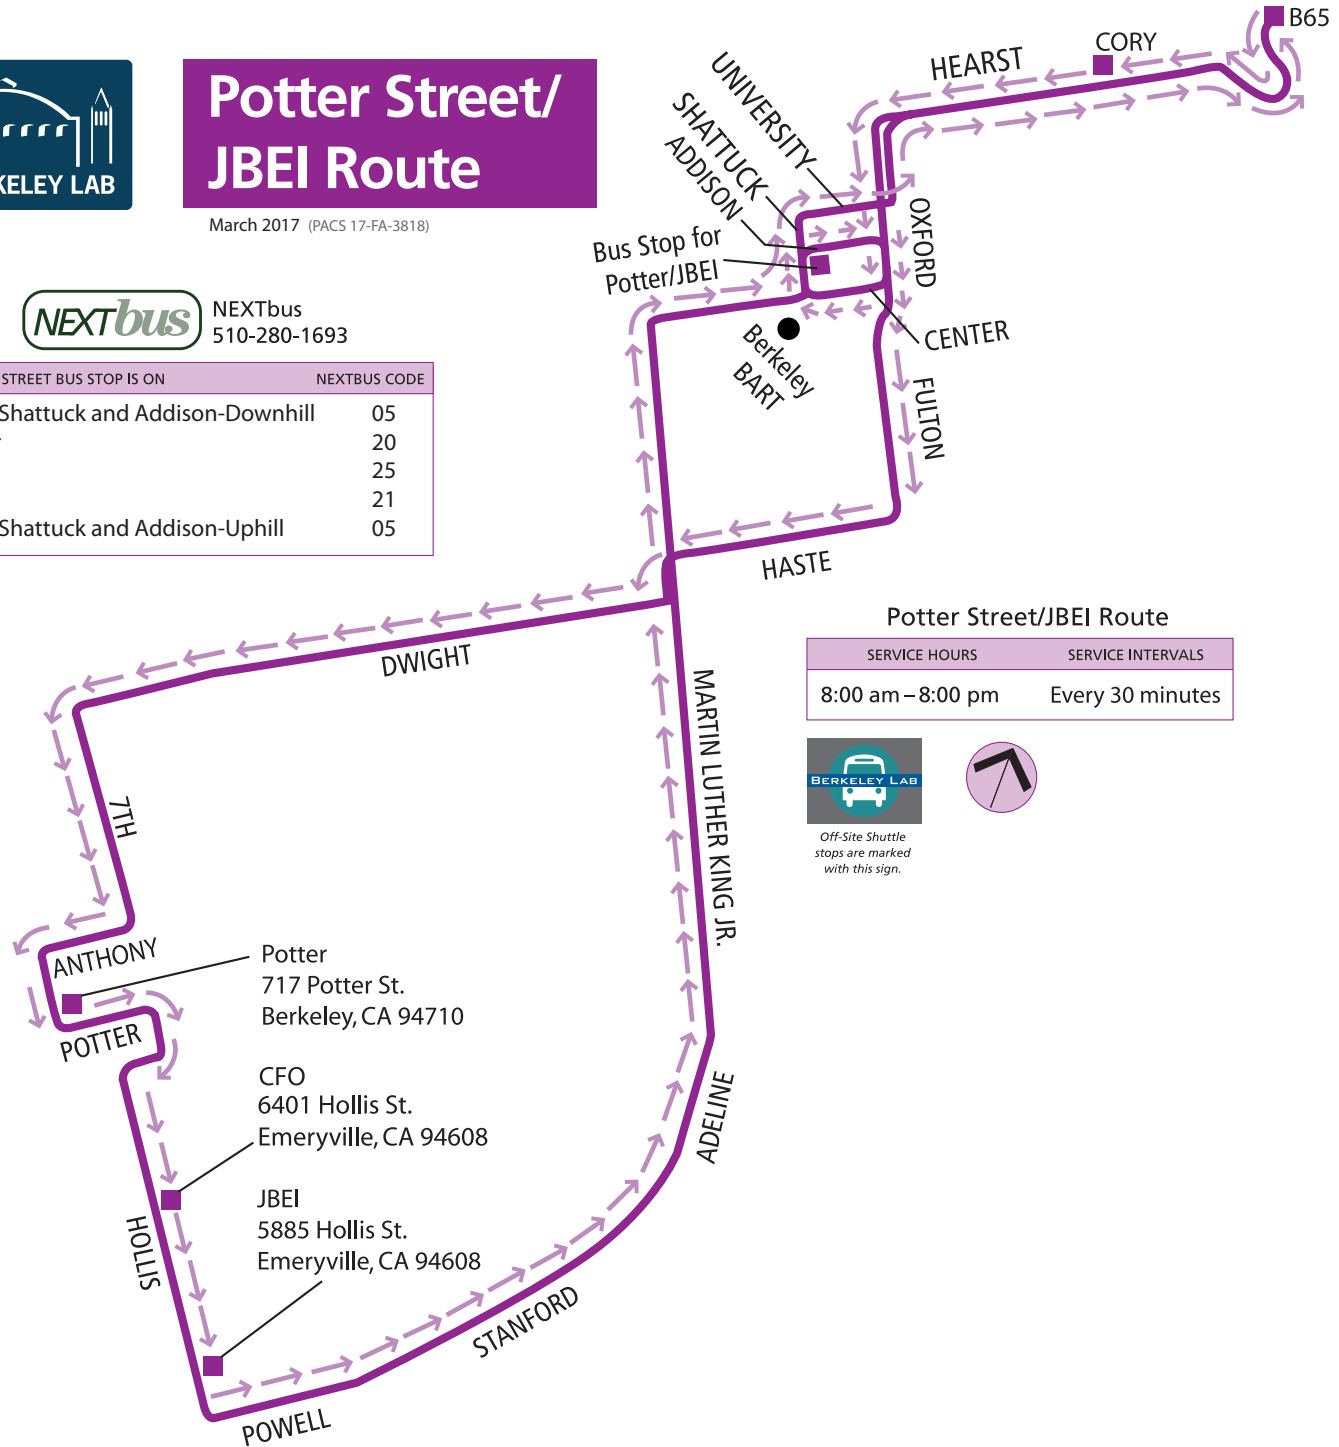 B65
CORY
HEARST
UNIVERSITY
SHATTUCK
ADDISON
Potter Street/
JBEI Route
KELEY LAB
March 2017 (PACS 17-FA-3818)
OXFORD
Bus Stop for
Potter/JBEI
NEXTbus
NEXTbus
510-280-1693
CENTER
Berkeley
BART
FULTON
STREET BUS STOP IS ON NEXTBUS CODE
Shattuck and Addison-Downhill 05
20
25
21
Shattuck and Addison-Uphill 05
HASTE
DWIGHT
Potter Street/JBEI Route
SERVICE HOURS SERVICE INTERVALS
8:00 am – 8:00 pm Every 30 minutes
MARTIN LUTHER KING JR.
BERKELEY LAB
Off-Site Shuttle
stops are marked
with this sign.
7TH
ANTHONY
POTTER
Potter
717 Potter St.
Berkeley, CA 94710
CFO
6401 Hollis St.
Emeryville, CA 94608
ADELINE
JBEI
5885 Hollis St.
Emeryville, CA 94608
HOLLIS
STANFORD
POWELL